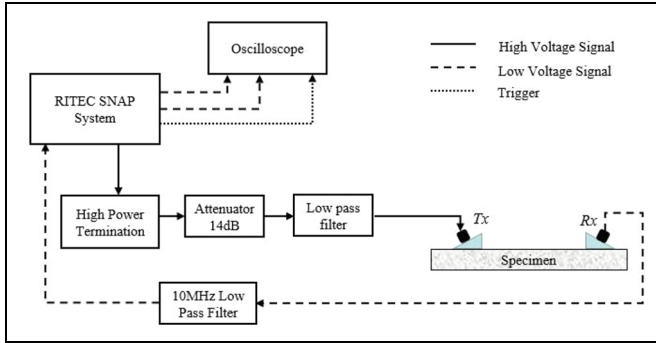 Oscilloscope
High Voltage Signal
Low Voltage Signal
Trigger
RITEC SNAP
System
High Power
Termination
Attenuator
14dB
Low pass
filter
Tx
Rx
Specimen
10MHz Low
Pass Filter